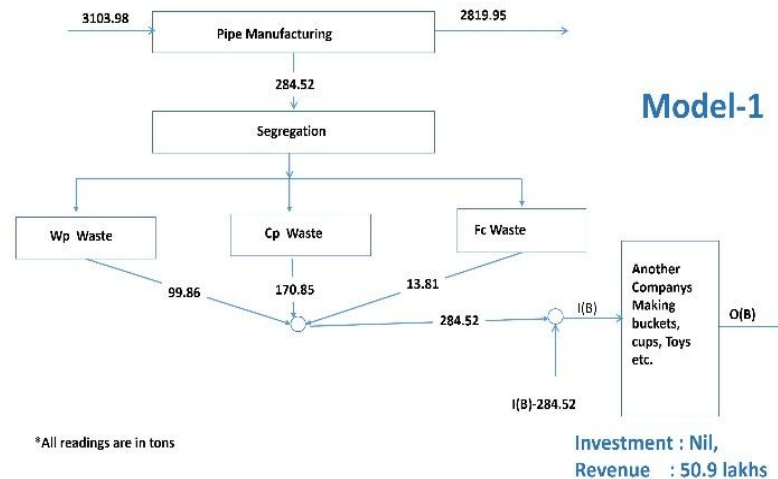 3103.98
Pipe Manufacturing
2819.95
284.52
Model-1
Segregation
Wp Waste
Cp Waste
Fc Waste
99.86
170.85
13.81
284.52
I(B)
Another
Companys
Making
buckets,
cups, Toys
etc.
O(B)
I(B)-284.52
*All readings are in tons
Investment : Nil,
Revenue : 50.9 lakhs